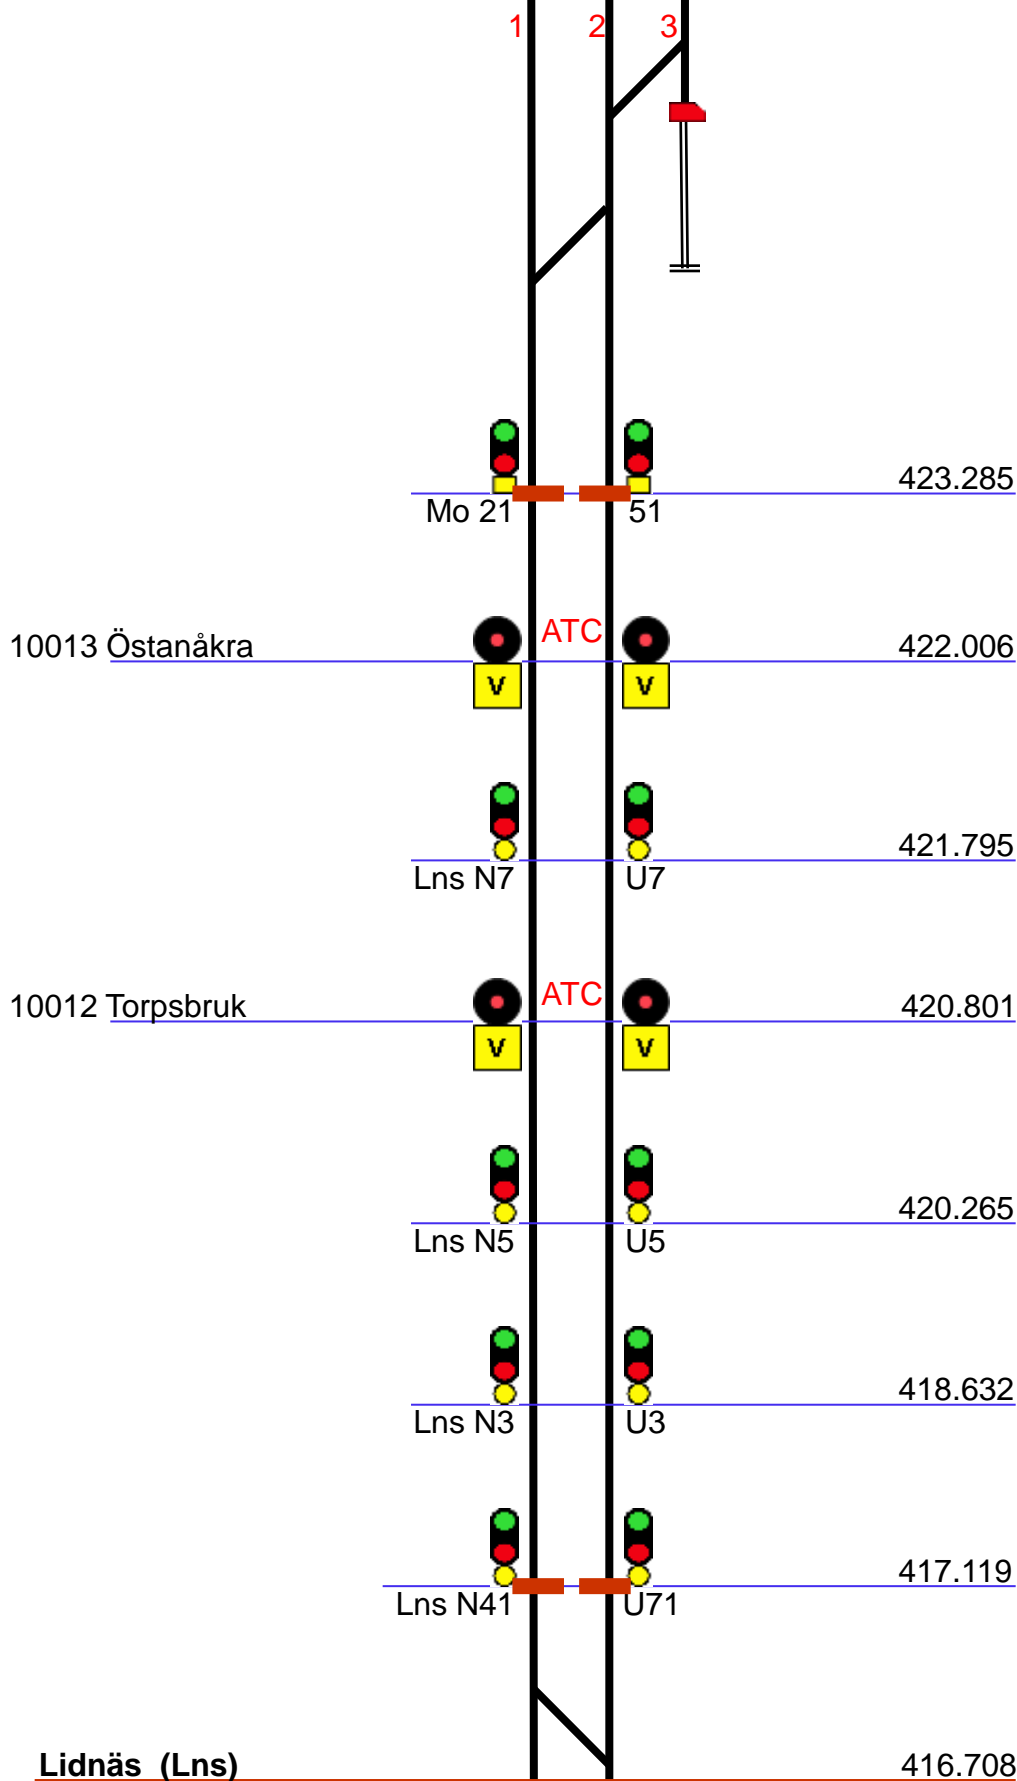 1 2 3
423.285
Mo 21 51
10013 Östanåkra ATC 422.006
V V
421.795
Lns N7 U7
10012 Torpsbruk ATC 420.801
V V
420.265
Lns N5 U5
418.632
Lns N3 U3
417.119
Lns N41 U71
Lidnäs (Lns) 416.708